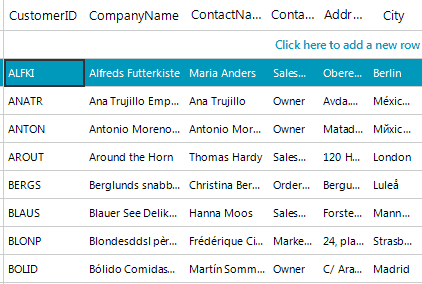 CustomerID CompanyName ContactNa... Conta... Addr... City
Click here to add a new row
ALFKI Alfreds Futterkiste Maria Anders Sales... Obere... Berlin
ANATR Ana Trujillo Emp... Ana Trujillo Owner Avda.... Méxic...
ANTON Antonio Moreno... Antonio Mor... Owner Matad... Mйxic...
AROUT Around the Horn Thomas Hardy Sales... 120 H... London
BERGS Berglunds snabb... Christina Ber... Order... Bergu... Luleå
BLAUS Blauer See Delik... Hanna Moos Sales... Forste... Mann...
BLONP Blondesddsl pèr... Frédérique Ci... Marke... 24, pla... Strasb...
BOLID Bólido Comidas... Martín Somm... Owner C/ Ara... Madrid